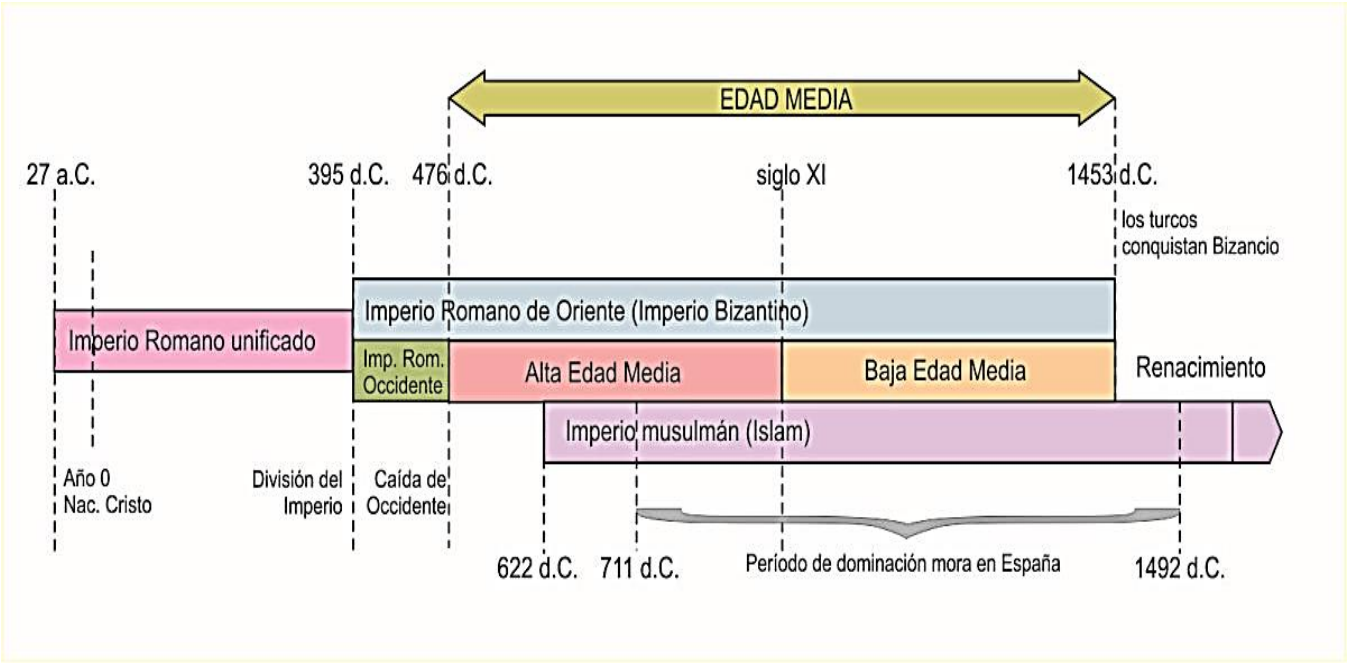 EDAD MEDIA
27 a.C.
395 d.C.
476 d.C.
siglo XI
1453 d.C.
los turcos
conquistan Bizancio
Imperio Romano de Oriente (Imperio Bizantino)
Imperio Romano unificado
Imp. Rom.
Occidente
Alta Edad Media
Baja Edad Media
Renacimiento
Imperio musulmán (Islam)
Año 0
Nac. Cristo
División del
Imperio
Caída de
Occidente
622 d.C.
711 d.C.
Período de dominación mora en España
1492 d.C.